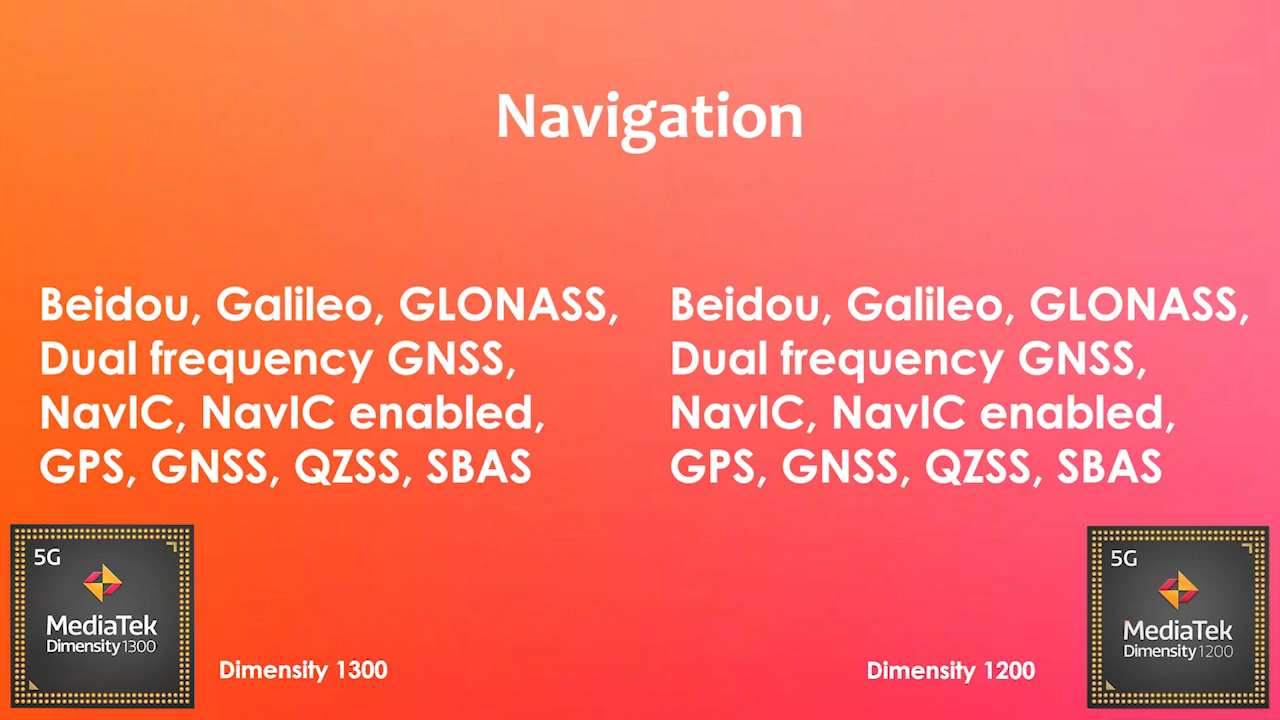 Navigation
Beidou, Galileo, GLONASS,
Dual frequency GNSS,
NavIC, NavIC enabled,
GPS, GNSS, QZSS, SBAS
Beidou, Galileo, GLONASS,
Dual frequency GNSS,
NavIC, NavIC enabled,
GPS, GNSS, QZSS, SBAS
5G
MediaTek
Dimensity 1300
Dimensity 1300
Dimensity 1200
5G
MediaTek
Dimensity 1200